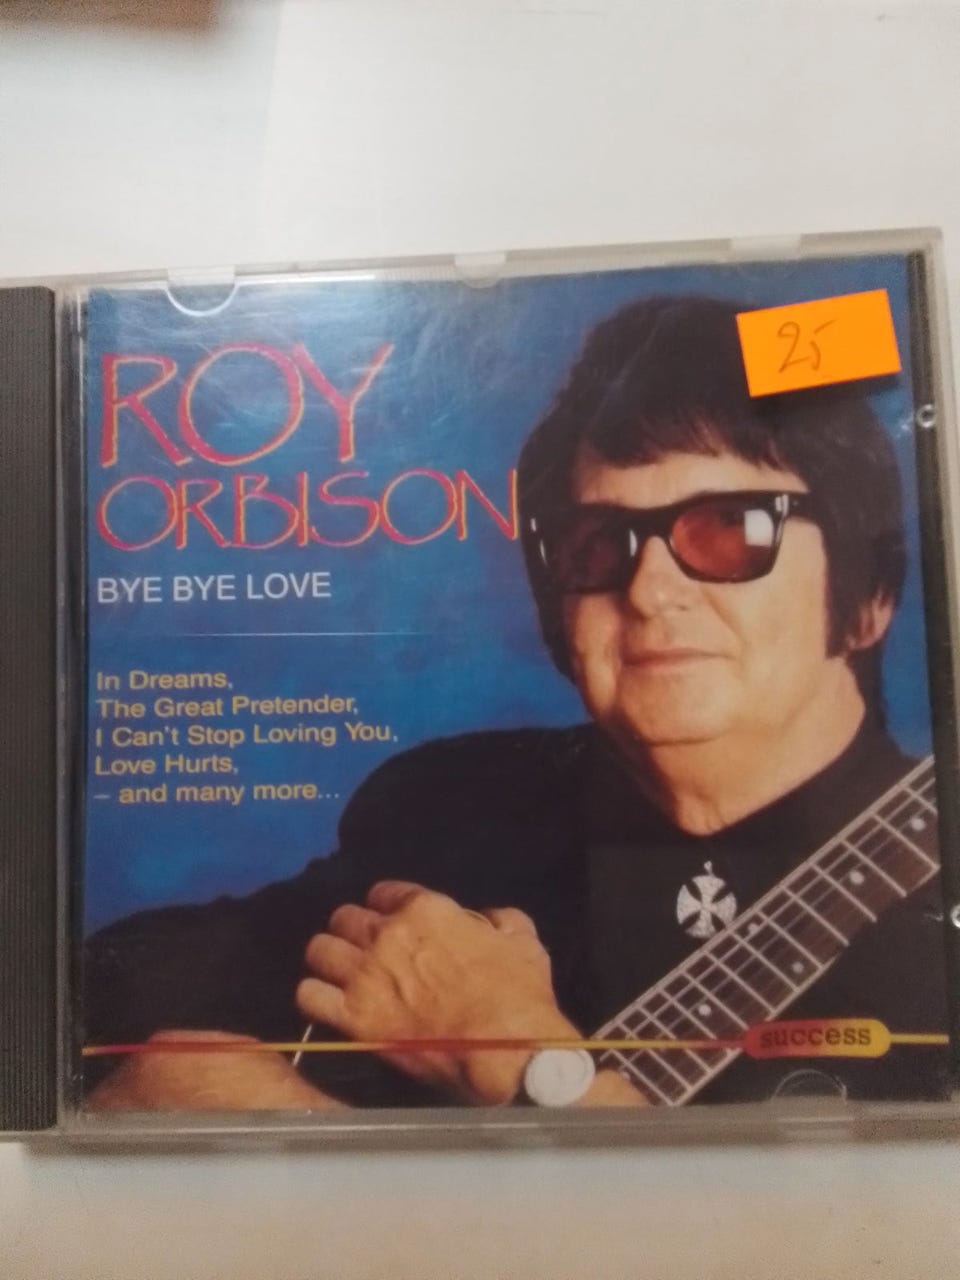 ROY
ORBISON
BYE BYE LOVE
In Dreams,
The Great Pretender,
I Can't Stop Loving You,
Love Hurts,
– and many more...
25
success